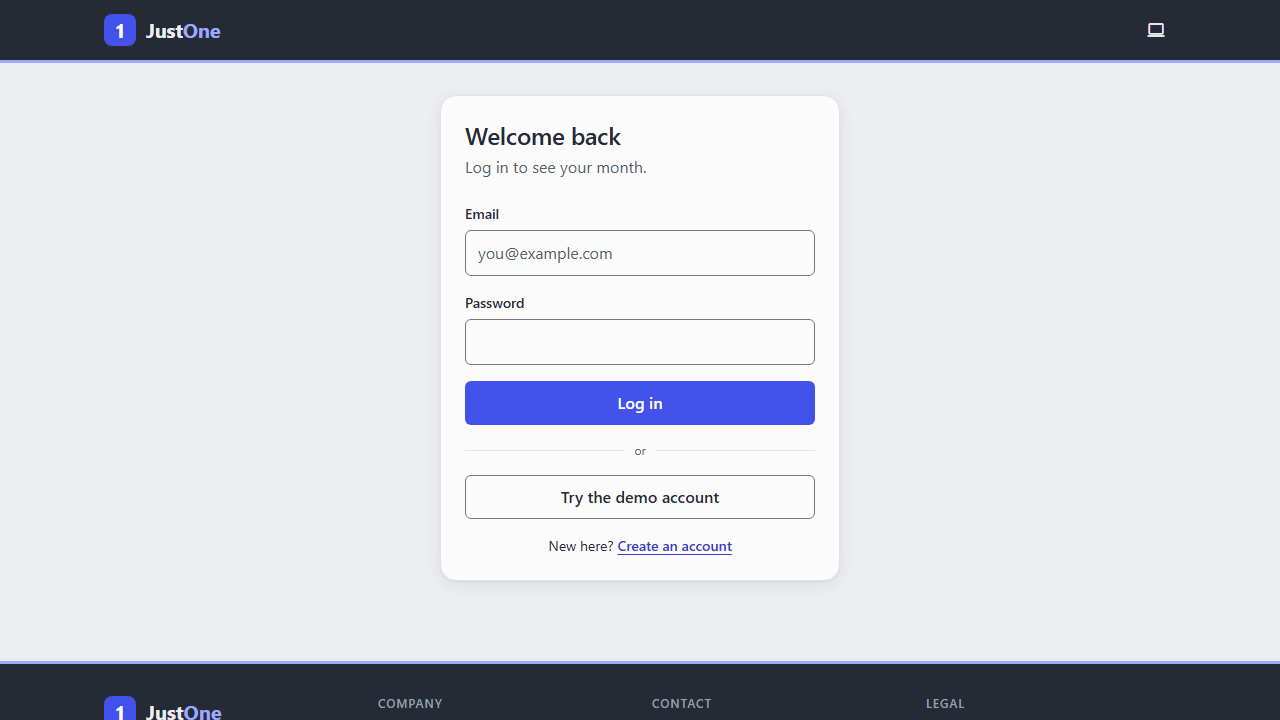 1 JustOne
Welcome back
Log in to see your month.
Email
you@example.com
Password
Log in
or
Try the demo account
New here? Create an account
1 JustOne
COMPANY
CONTACT
LEGAL